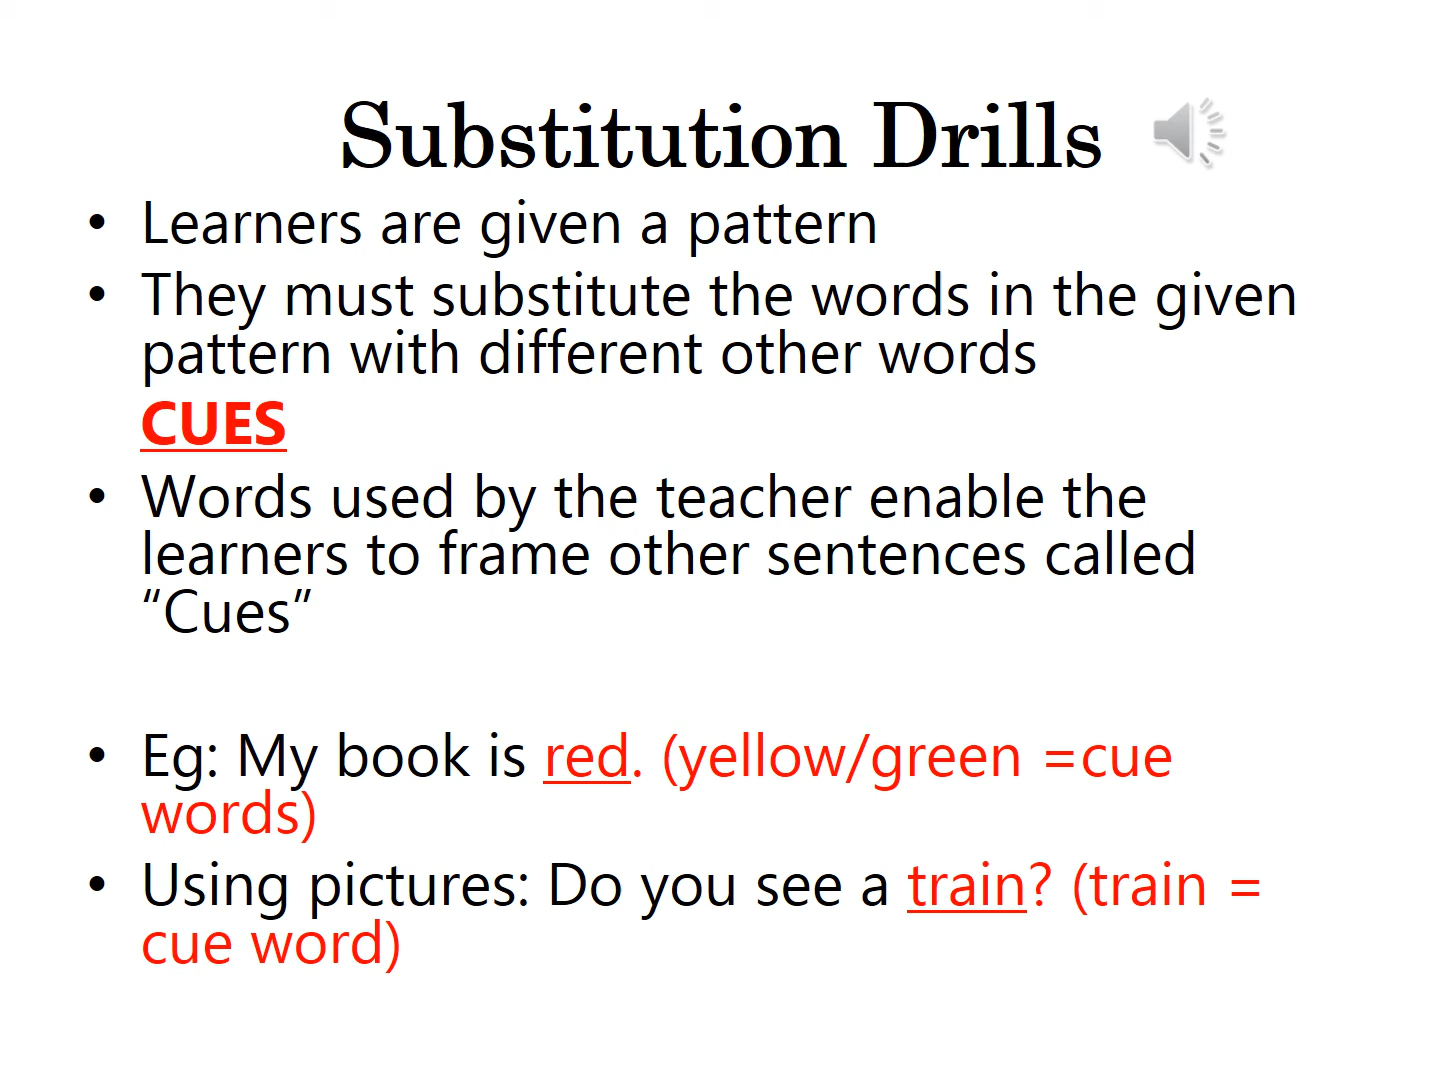 Substitution Drills
• Learners are given a pattern
• They must substitute the words in the given
pattern with different other words
CUES
• Words used by the teacher enable the
learners to frame other sentences called
“Cues”
• Eg: My book is red. (yellow/green =cue
words)
• Using pictures: Do you see a train? (train =
cue word)